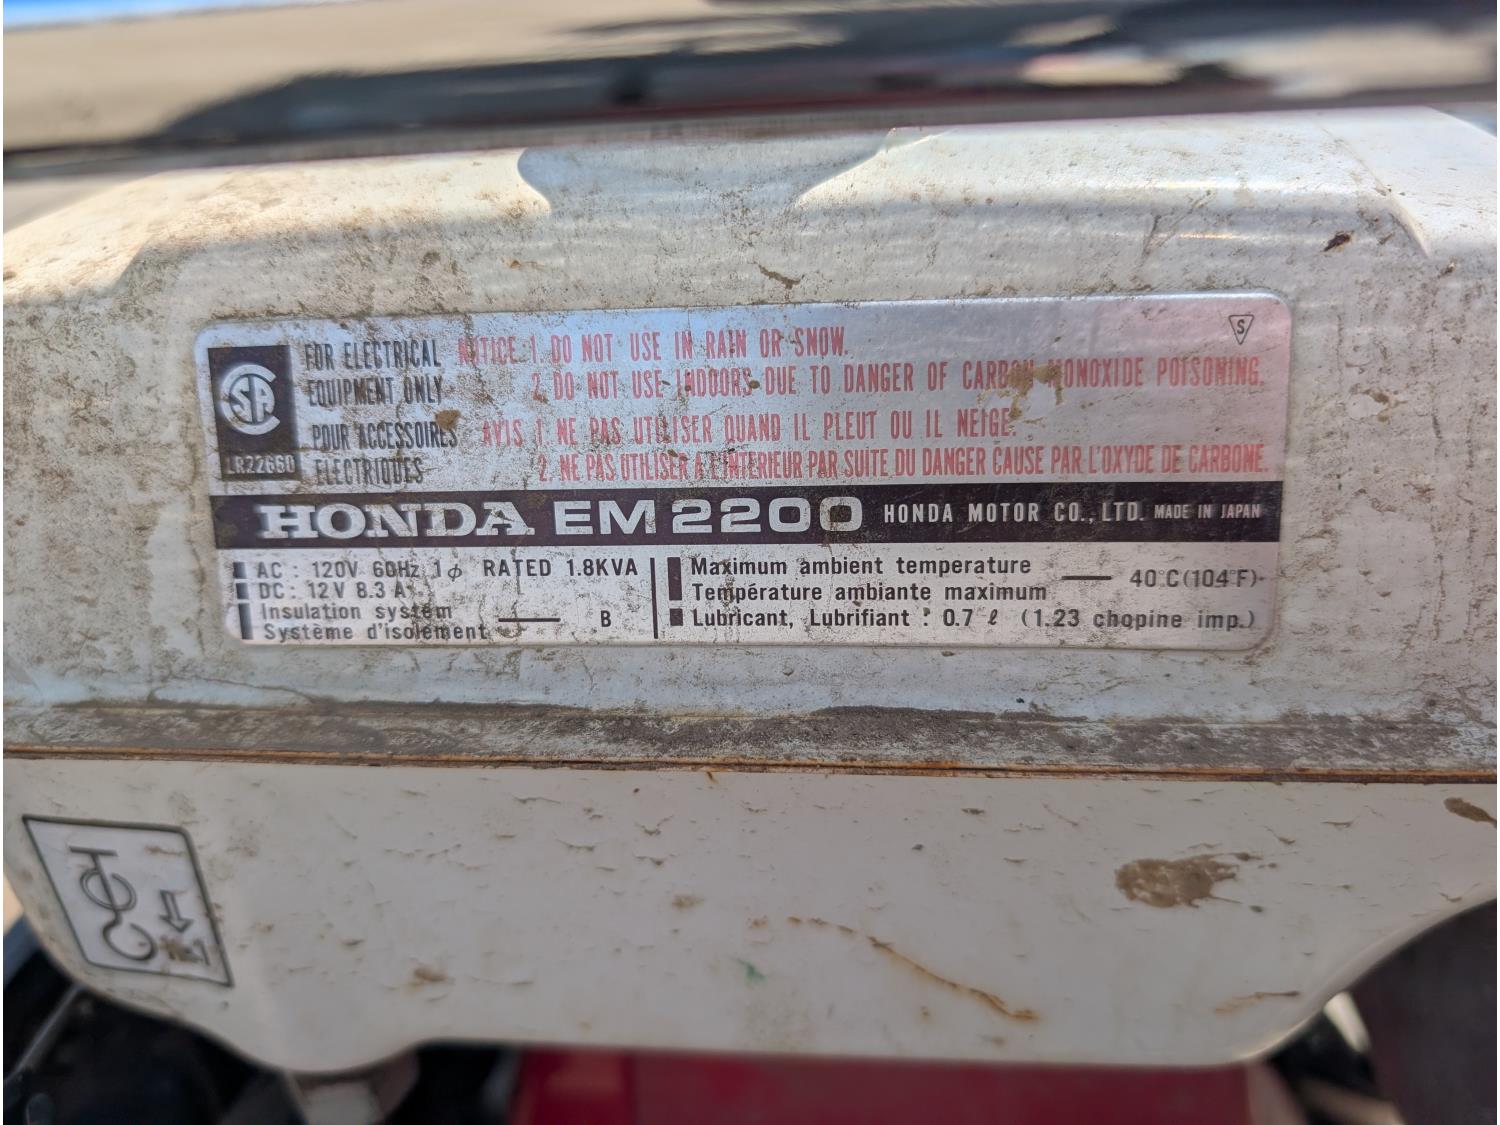 FOR ELECTRICAL
EQUIPMENT ONLY
POUR ACCESSOIRES
ELECTRIQUES
LR22660
NOTICE 1. DO NOT USE IN RAIN OR SNOW.
2. DO NOT USE INDOORS DUE TO DANGER OF CARBON MONOXIDE POISONING.
AVIS 1. NE PAS UTILISER QUAND IL PLEUT OU IL NEIGE.
2. NE PAS UTILISER A L'INTERIEUR PAR SUITE DU DANGER CAUSE PAR L'OXYDE DE CARBONE.
S
HONDA EM 2200 HONDA MOTOR CO., LTD. MADE IN JAPAN
AC : 120V 60Hz 1ϕ RATED 1.8KVA
DC : 12V 8.3 A
Insulation system
Système d'isolement — B
Maximum ambient temperature
Température ambiante maximum — 40°C (104°F)
Lubricant, Lubrifiant : 0.7 ℓ (1.23 chopine imp.)